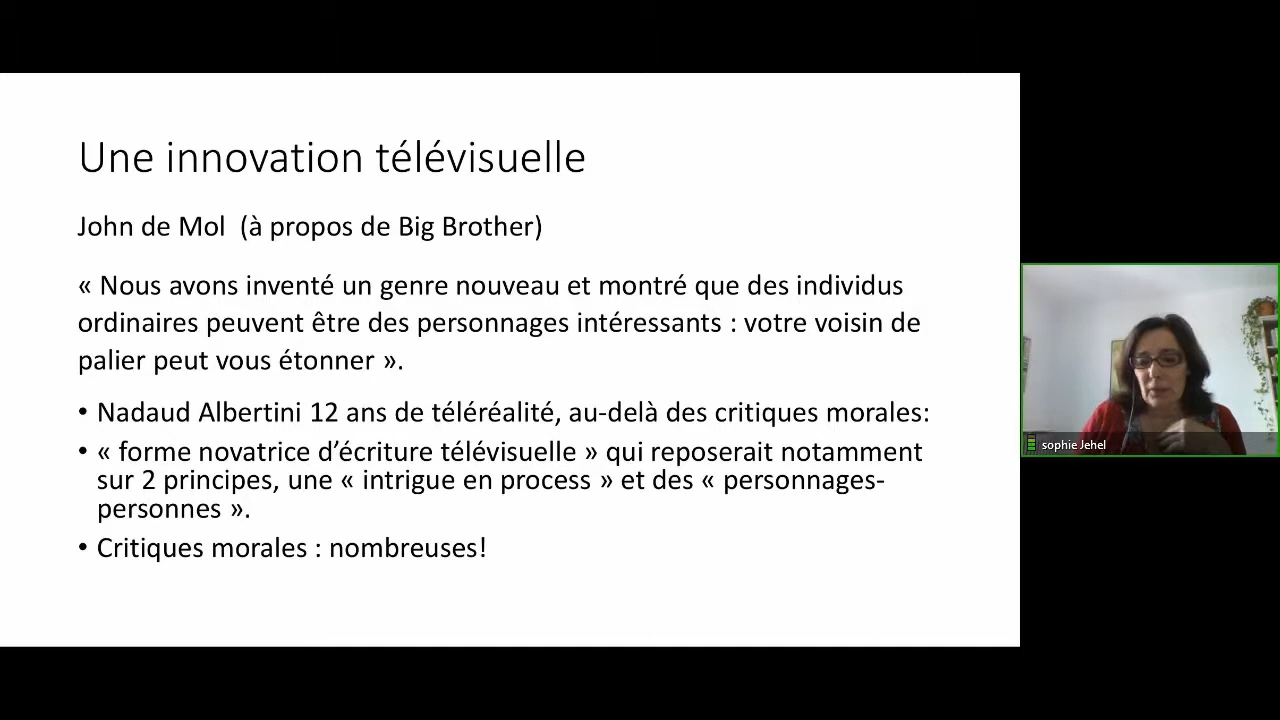 Une innovation télévisuelle
John de Mol  (à propos de Big Brother)
« Nous avons inventé un genre nouveau et montré que des individus
ordinaires peuvent être des personnages intéressants : votre voisin de
palier peut vous étonner ».
• Nadaud Albertini 12 ans de téléréalité, au-delà des critiques morales:
• « forme novatrice d’écriture télévisuelle » qui reposerait notamment
sur 2 principes, une « intrigue en process » et des « personnages-
personnes ».
• Critiques morales : nombreuses!
sophie Jehel